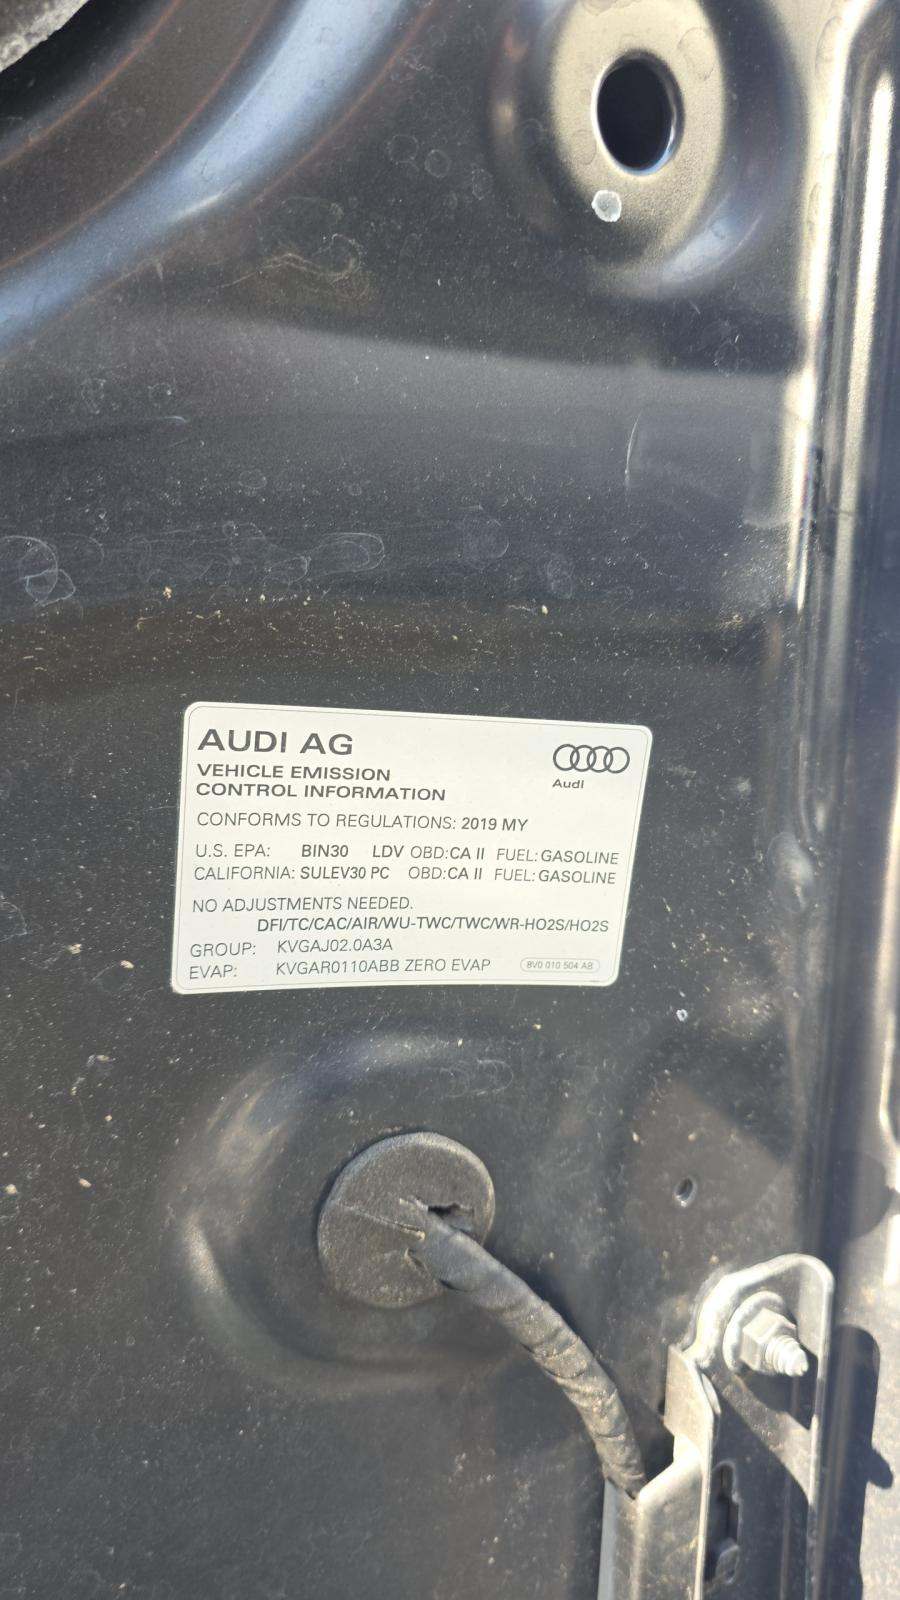 AUDI AG
Audi
VEHICLE EMISSION
CONTROL INFORMATION
CONFORMS TO REGULATIONS: 2019 MY
U.S. EPA: BIN30 LDV OBD:CA II FUEL:GASOLINE
CALIFORNIA: SULEV30 PC OBD:CA II FUEL:GASOLINE
NO ADJUSTMENTS NEEDED.
DFI/TC/CAC/AIR/WU-TWC/TWC/WR-HO2S/HO2S
GROUP: KVGAJ02.0A3A
EVAP: KVGAR0110ABB ZERO EVAP
8V0 010 504 AB